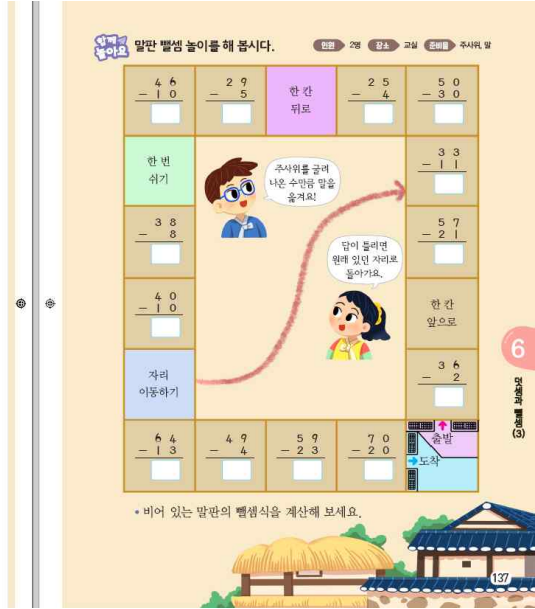 함께 놀아요 말판 뺄셈 놀이를 해 봅시다. 인원 2명 장소 교실 준비물 주사위, 말
46 - 10
29 - 5
한 칸
뒤로
25 - 4
50 - 30
한 번
쉬기
주사위를 굴려
나온 수만큼 말을
옮겨요!
33 - 11
38 - 8
답이 틀리면
원래 있던 자리로
돌아가요.
57 - 21
40 - 10
한 칸
앞으로
자리
이동하기
36 - 2
64 - 13
49 - 4
59 - 23
70 - 20
출발
도착
• 비어 있는 말판의 뺄셈식을 계산해 보세요.
6
덧셈과 뺄셈 (3)
137